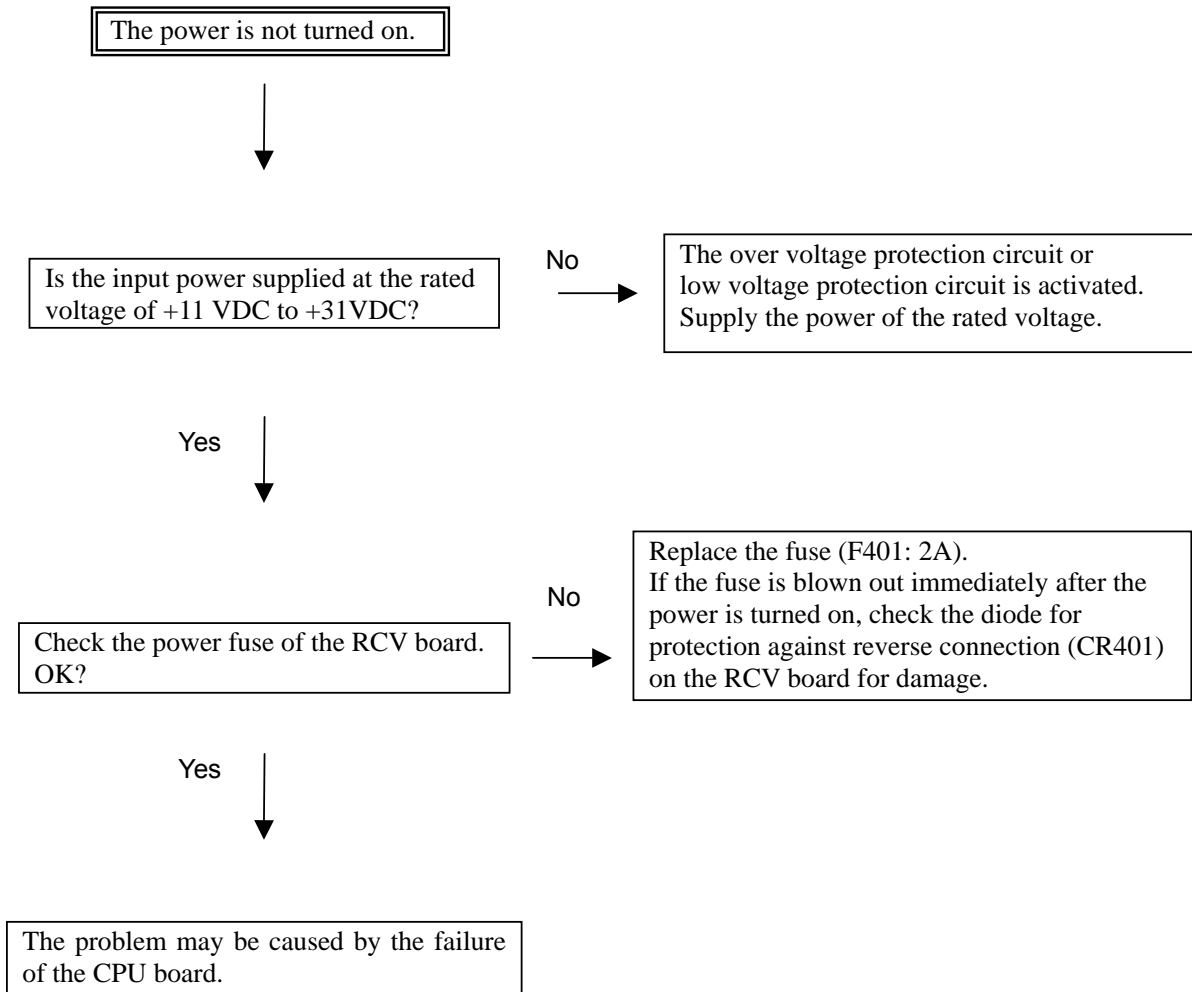 The power is not turned on.
Is the input power supplied at the rated
voltage of +11 VDC to +31VDC?
No
The over voltage protection circuit or
low voltage protection circuit is activated.
Supply the power of the rated voltage.
Yes
Check the power fuse of the RCV board.
OK?
No
Replace the fuse (F401: 2A).
If the fuse is blown out immediately after the
power is turned on, check the diode for
protection against reverse connection (CR401)
on the RCV board for damage.
Yes
The problem may be caused by the failure
of the CPU board.